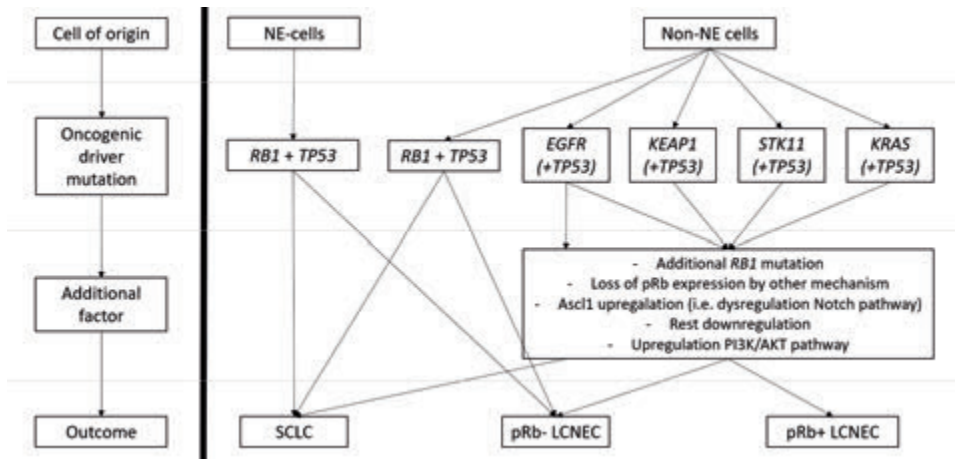 Cell of origin
NE-cells
Non-NE cells
Oncogenic
driver
mutation
RB1 + TP53
RB1 + TP53
EGFR
(+TP53)
KEAP1
(+TP53)
STK11
(+TP53)
KRAS
(+TP53)
Additional
factor
- Additional RB1 mutation
- Loss of pRb expression by other mechanism
- Ascl1 upregalation (i.e. dysregulation Notch pathway)
- Rest downregulation
- Upregulation PI3K/AKT pathway
Outcome
SCLC
pRb- LCNEC
pRb+ LCNEC